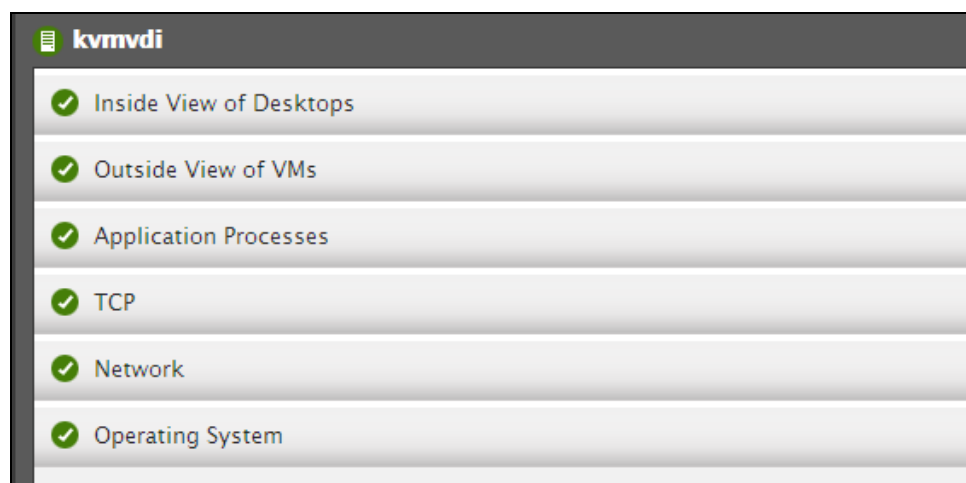 kvmvdi
Inside View of Desktops
Outside View of VMs
Application Processes
TCP
Network
Operating System